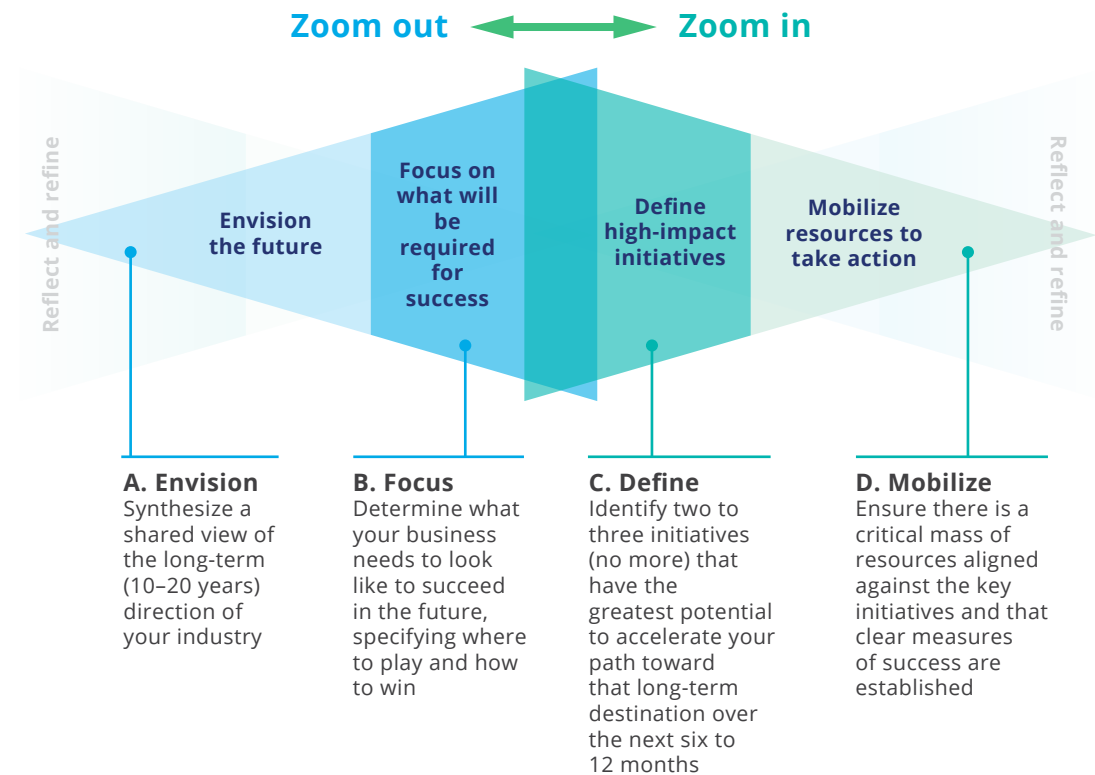 Zoom out
Zoom in
Reflect and refine
Envision
the future
Focus on
what will
be
required
for
success
Define
high-impact
initiatives
Mobilize
resources to
take action
Reflect and refine
A. Envision
Synthesize a
shared view of
the long-term
(10–20 years)
direction of
your industry
B. Focus
Determine what
your business
needs to look
like to succeed
in the future,
specifying where
to play and how
to win
C. Define
Identify two to
three initiatives
(no more) that
have the
greatest potential
to accelerate your
path toward
that long-term
destination over
the next six to
12 months
D. Mobilize
Ensure there is a
critical mass of
resources aligned
against the key
initiatives and that
clear measures
of success are
established